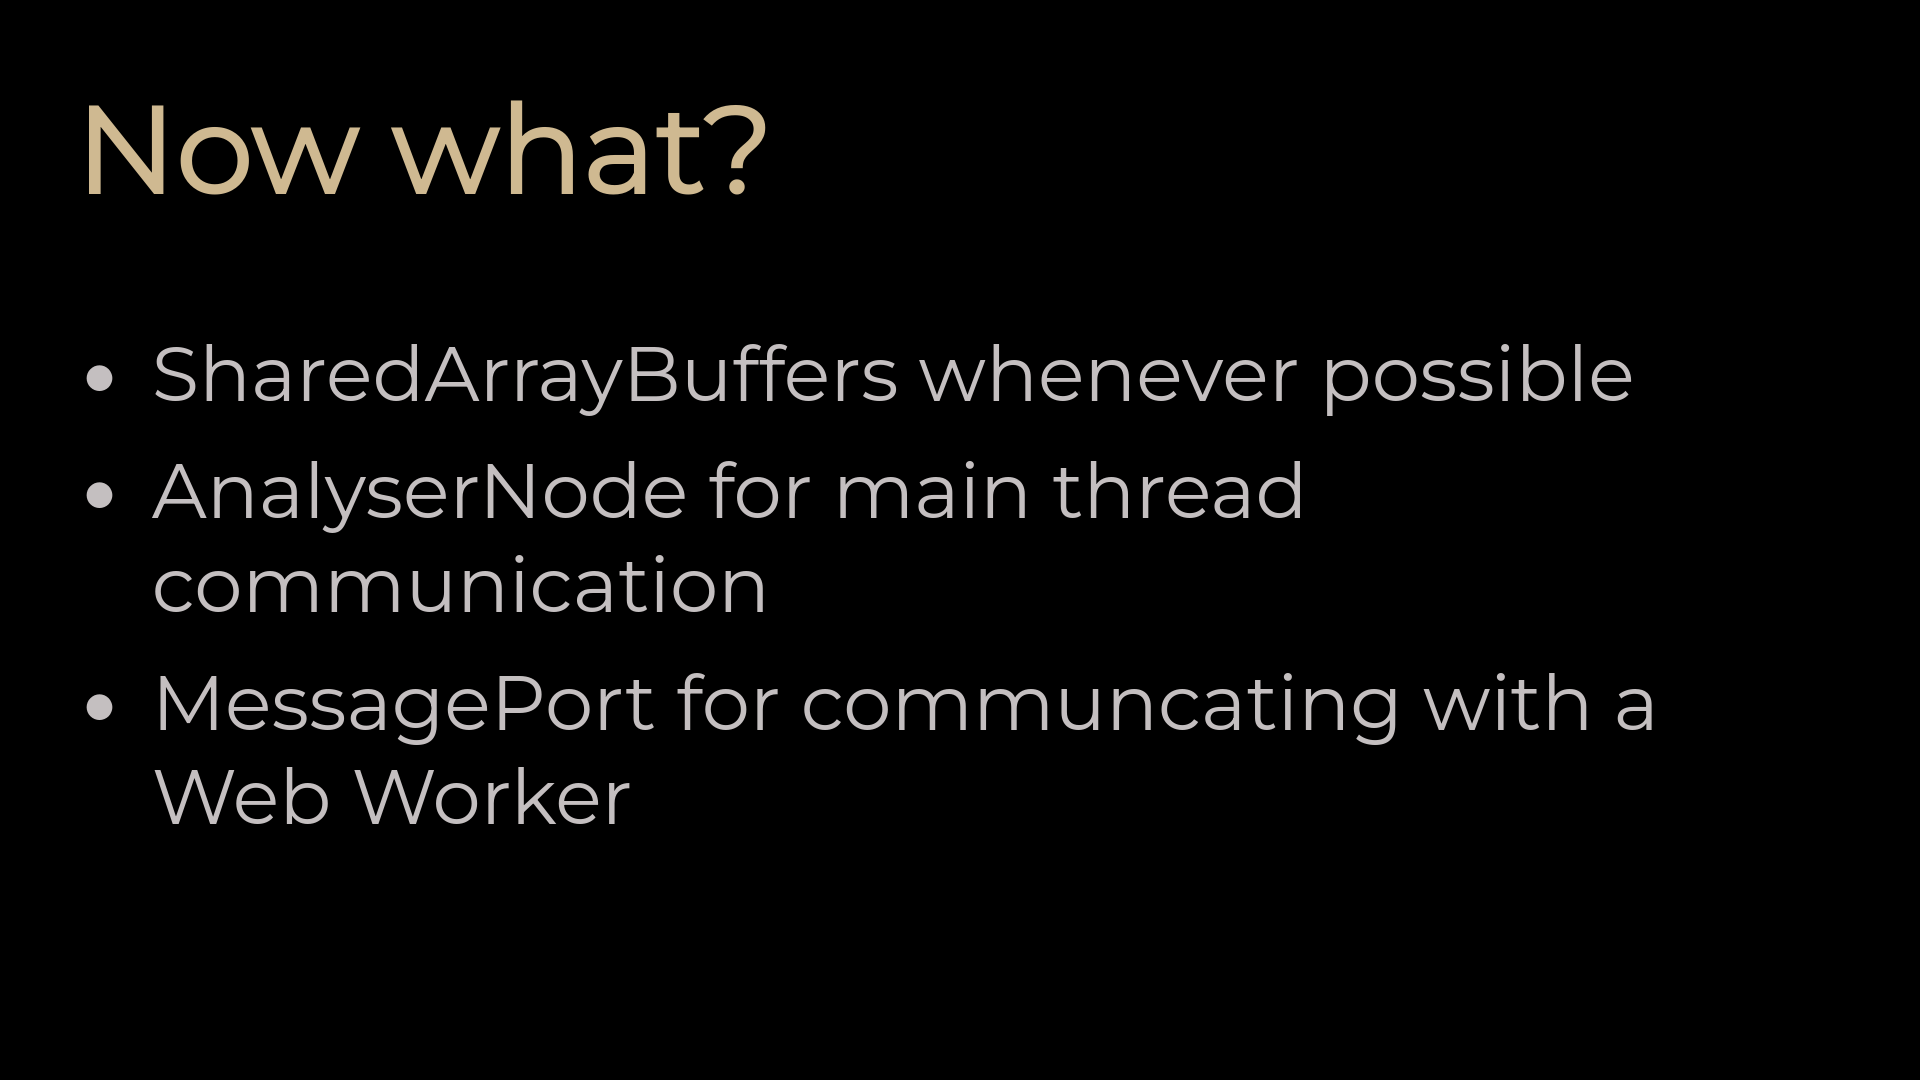 Now what?
• SharedArrayBuffers whenever possible
• AnalyserNode for main thread
communication
• MessagePort for communcating with a
Web Worker